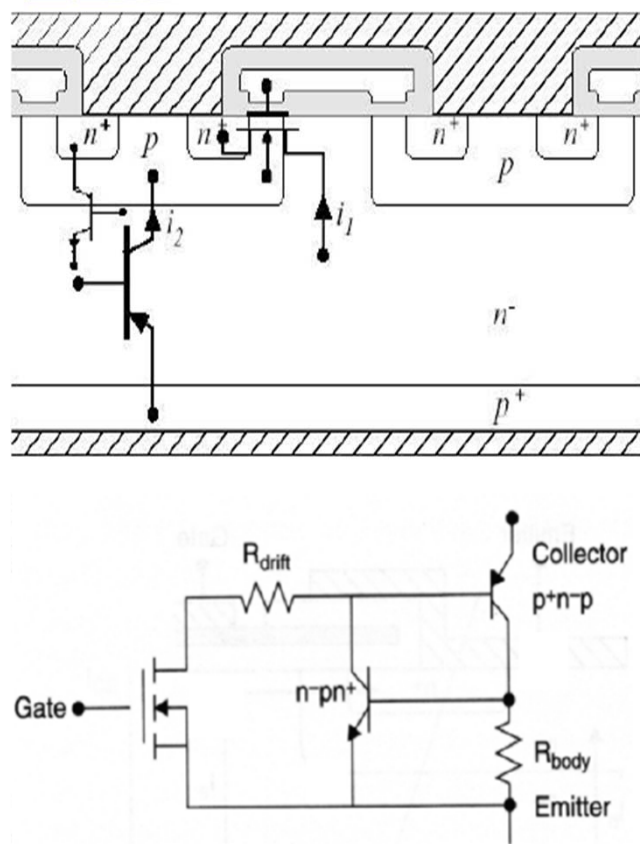 n+ p n+ n+ n+
p
i2 i1
n-
p+
Rdrift
Collector
p+n-p
n-pn+
Gate
Rbody
Emitter